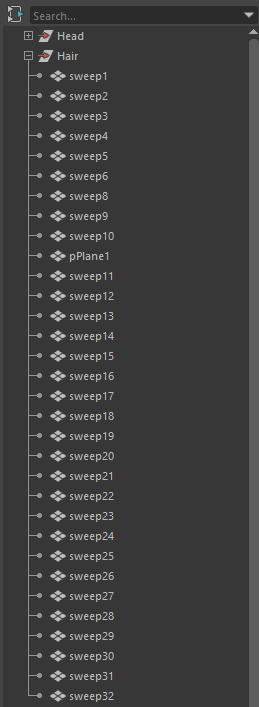 Search...
Head
Hair
sweep1
sweep2
sweep3
sweep4
sweep5
sweep6
sweep8
sweep9
sweep10
pPlane1
sweep11
sweep12
sweep13
sweep14
sweep15
sweep16
sweep17
sweep18
sweep19
sweep20
sweep21
sweep22
sweep23
sweep24
sweep25
sweep26
sweep27
sweep28
sweep29
sweep30
sweep31
sweep32